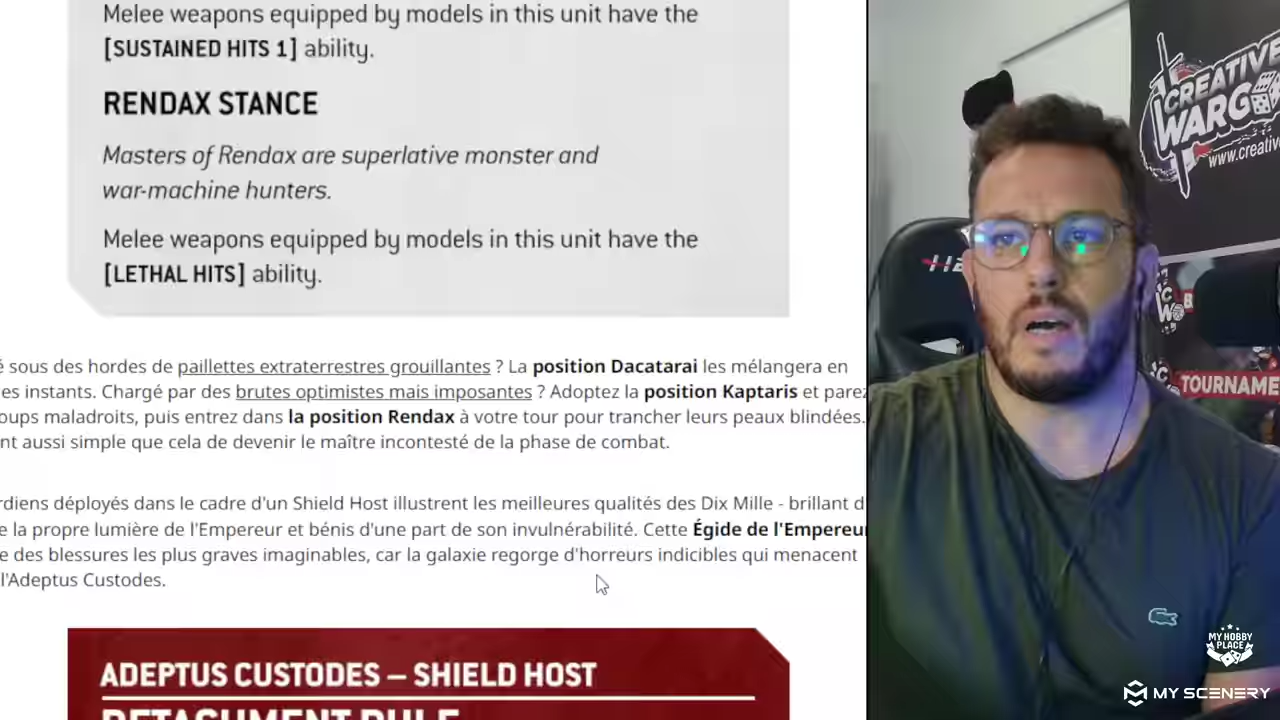 Melee weapons equipped by models in this unit have the
[SUSTAINED HITS 1] ability.
RENDAX STANCE
Masters of Rendax are superlative monster and
war-machine hunters.
Melee weapons equipped by models in this unit have the
[LETHAL HITS] ability.
é sous des hordes de paillettes extraterrestres grouillantes ? La position Dacatarai les mélangera en
es instants. Chargé par des brutes optimistes mais imposantes ? Adoptez la position Kaptaris et parez
oups maladroits, puis entrez dans la position Rendax à votre tour pour trancher leurs peaux blindées.
nt aussi simple que cela de devenir le maître incontesté de la phase de combat.
rdiens déployés dans le cadre d'un Shield Host illustrent les meilleures qualités des Dix Mille - brillant d
e la propre lumière de l'Empereur et bénis d'une part de son invulnérabilité. Cette Égide de l'Empereur
e des blessures les plus graves imaginables, car la galaxie regorge d'horreurs indicibles qui menacent
l'Adeptus Custodes.
ADEPTUS CUSTODES – SHIELD HOST
DETACHMENT RULE
CREATIVE
WARG
www.creativ
TOURNAME
MY HOBBY
PLACE
MY SCENERY